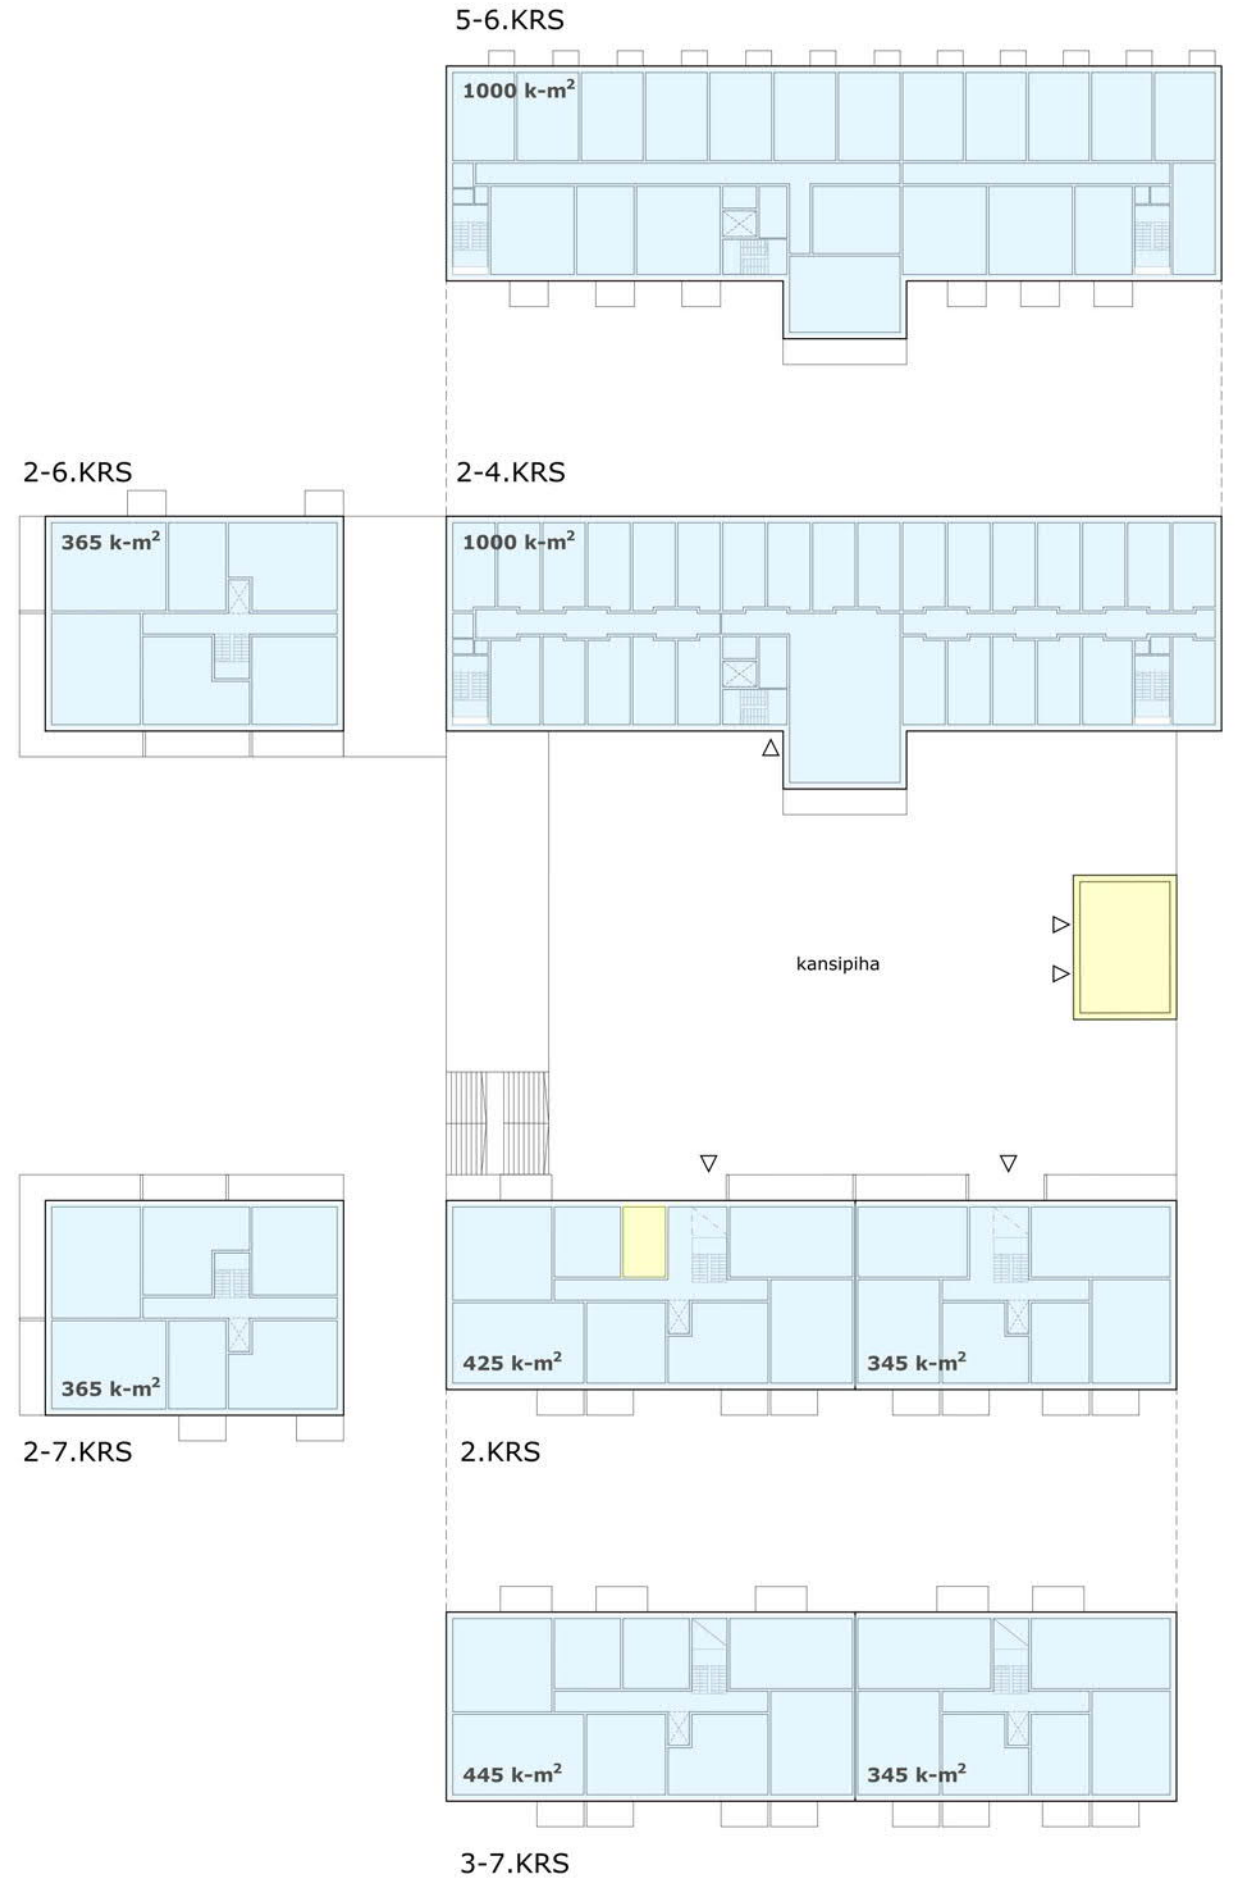 5-6.KRS
1000 k-m²
2-6.KRS
2-4.KRS
365 k-m²
1000 k-m²
kansipiha
365 k-m²
425 k-m²
345 k-m²
2-7.KRS
2.KRS
445 k-m²
345 k-m²
3-7.KRS